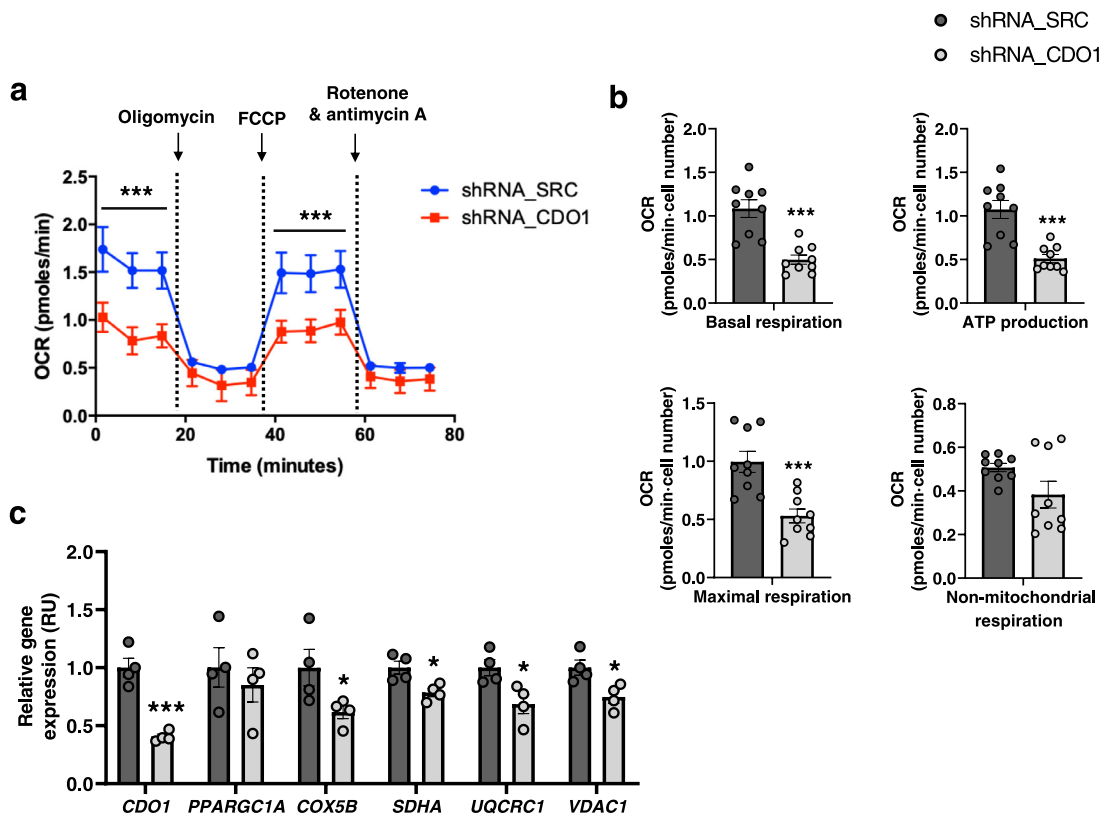 shRNA_SRC
shRNA_CDO1
a
Oligomycin
FCCP
Rotenone
& antimycin A
shRNA_SRC
shRNA_CDO1
***
***
OCR (pmoles/min)
2.5
2.0
1.5
1.0
0.5
0.0
0 20 40 60 80
Time (minutes)
b
OCR
(pmoles/min·cell number)
2.0
1.5
1.0
0.5
0.0
***
Basal respiration
OCR
(pmoles/min·cell number)
2.0
1.5
1.0
0.5
0.0
***
ATP production
OCR
(pmoles/min·cell number)
1.5
1.0
0.5
0.0
***
Maximal respiration
OCR
(pmoles/min·cell number)
0.8
0.6
0.4
0.2
0.0
Non-mitochondrial
respiration
c
Relative gene
expression (RU)
2.0
1.5
1.0
0.5
0.0
*** * * * *
CDO1 PPARGC1A COX5B SDHA UQCRC1 VDAC1